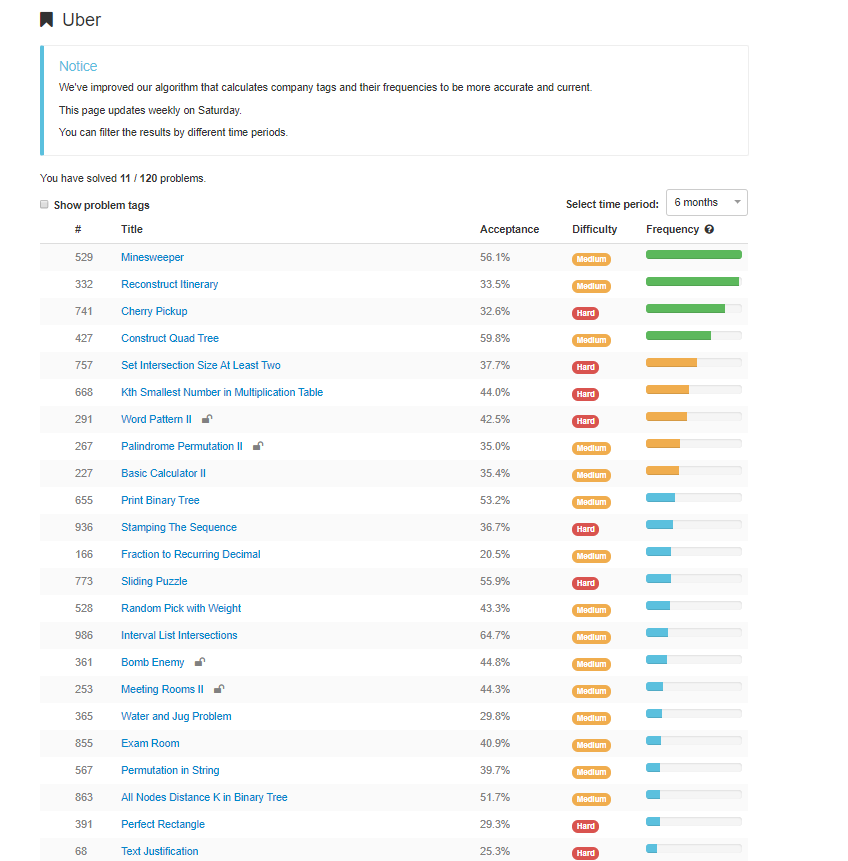 Uber
Notice
We've improved our algorithm that calculates company tags and their frequencies to be more accurate and current.
This page updates weekly on Saturday.
You can filter the results by different time periods.
You have solved 11 / 120 problems.
Show problem tags Select time period: 6 months
# Title Acceptance Difficulty Frequency ?
529 Minesweeper 56.1% Medium
332 Reconstruct Itinerary 33.5% Medium
741 Cherry Pickup 32.6% Hard
427 Construct Quad Tree 59.8% Medium
757 Set Intersection Size At Least Two 37.7% Hard
668 Kth Smallest Number in Multiplication Table 44.0% Hard
291 Word Pattern II 42.5% Hard
267 Palindrome Permutation II 35.0% Medium
227 Basic Calculator II 35.4% Medium
655 Print Binary Tree 53.2% Medium
936 Stamping The Sequence 36.7% Hard
166 Fraction to Recurring Decimal 20.5% Medium
773 Sliding Puzzle 55.9% Hard
528 Random Pick with Weight 43.3% Medium
986 Interval List Intersections 64.7% Medium
361 Bomb Enemy 44.8% Medium
253 Meeting Rooms II 44.3% Medium
365 Water and Jug Problem 29.8% Medium
855 Exam Room 40.9% Medium
567 Permutation in String 39.7% Medium
863 All Nodes Distance K in Binary Tree 51.7% Medium
391 Perfect Rectangle 29.3% Hard
68 Text Justification 25.3% Hard